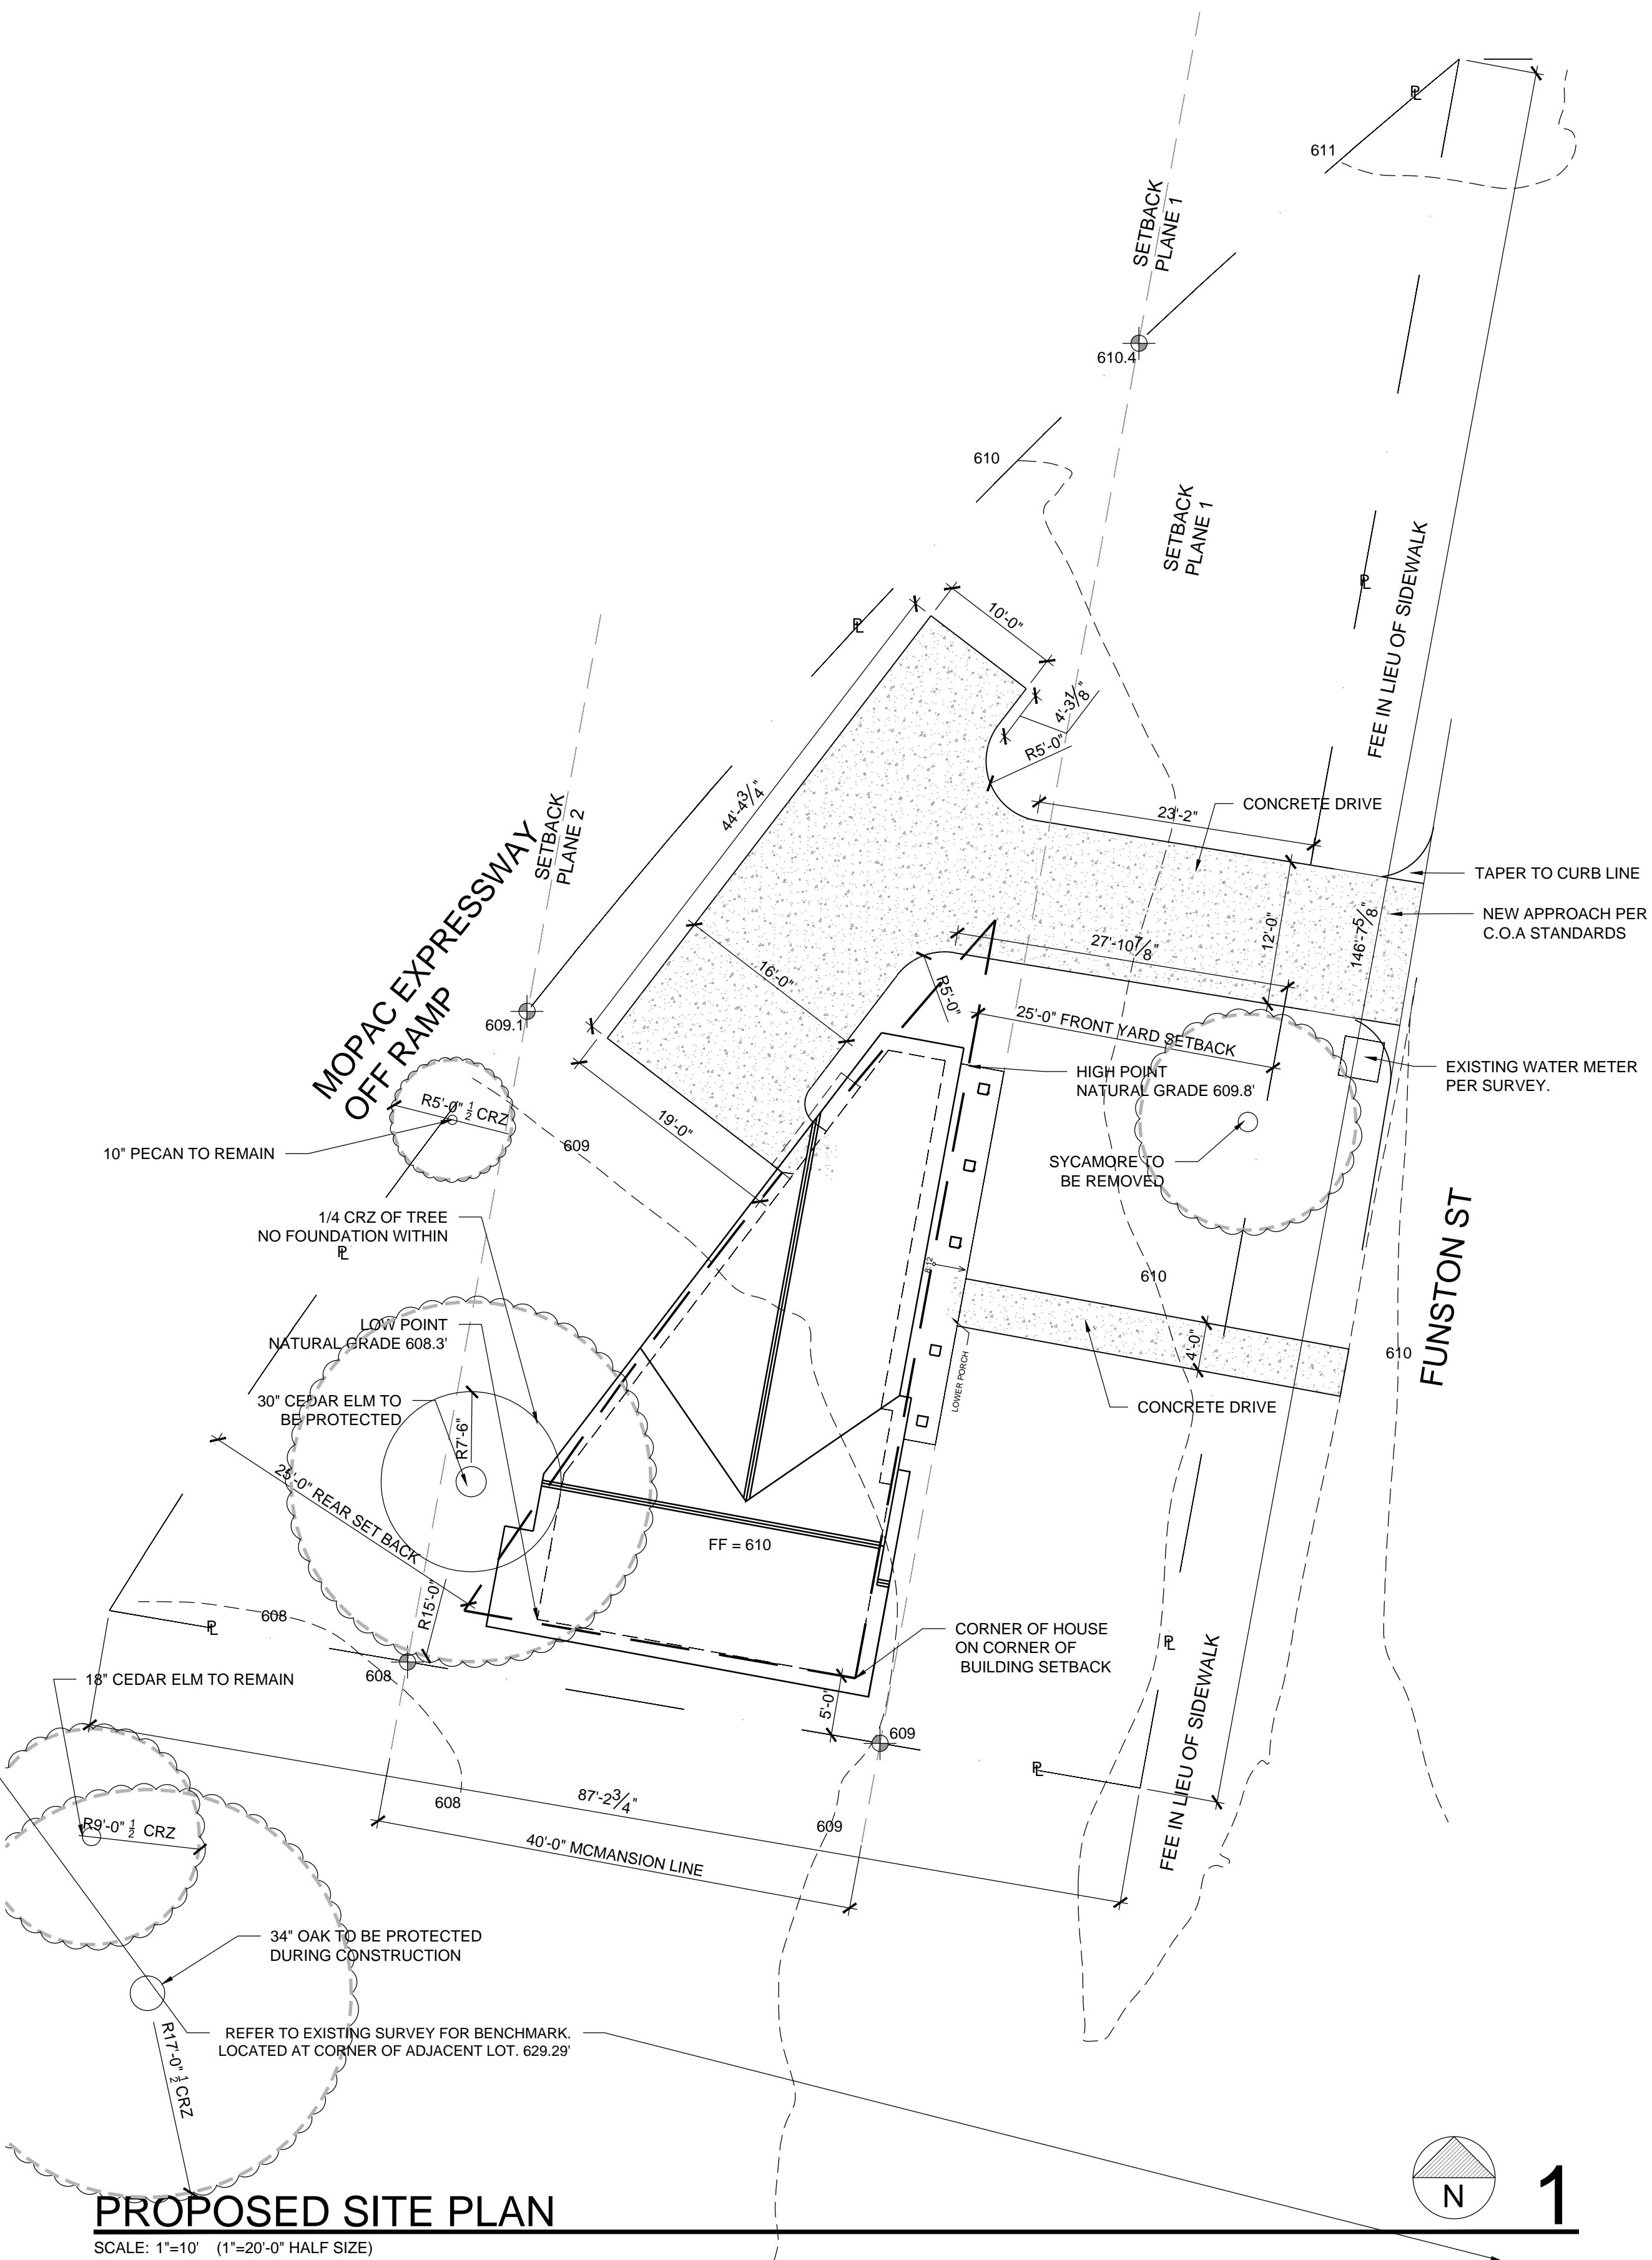 ℄
611
SETBACK
PLANE 1
610.4
610
SETBACK
PLANE 1
℄
FEE IN LIEU OF SIDEWALK
℄
10'-0"
4'-3 1/8"
R5'-0"
44'-4 3/4"
23'-2"
CONCRETE DRIVE
SETBACK
PLANE 2
MOPAC EXPRESSWAY
OFF RAMP
TAPER TO CURB LINE
NEW APPROACH PER
C.O.A STANDARDS
146'-7 5/8"
12'-0"
27'-10 7/8"
16'-0"
R5'-0"
609.1
25'-0" FRONT YARD SETBACK
HIGH POINT
NATURAL GRADE 609.8'
EXISTING WATER METER
PER SURVEY.
R5'-0" 1/2 CRZ
19'-0"
10" PECAN TO REMAIN
609
SYCAMORE TO
BE REMOVED
1/4 CRZ OF TREE
NO FOUNDATION WITHIN
℄
8:12
610
FUNSTON ST
LOW POINT
NATURAL GRADE 608.3'
4'-0"
610
LOWER PORCH
30" CEDAR ELM TO
BE PROTECTED
R7'-6"
CONCRETE DRIVE
25'-0" REAR SET BACK
FF = 610
R15'-0"
608
℄
CORNER OF HOUSE
ON CORNER OF
BUILDING SETBACK
℄
608
18" CEDAR ELM TO REMAIN
5'-0"
609
℄
FEE IN LIEU OF SIDEWALK
608
87'-2 3/4"
609
R9'-0" 1/2 CRZ
40'-0" MCMANSION LINE
34" OAK TO BE PROTECTED
DURING CONSTRUCTION
REFER TO EXISTING SURVEY FOR BENCHMARK.
LOCATED AT CORNER OF ADJACENT LOT. 629.29'
R17'-0" 1/2 CRZ
N
1
PROPOSED SITE PLAN
SCALE: 1"=10' (1"=20'-0" HALF SIZE)